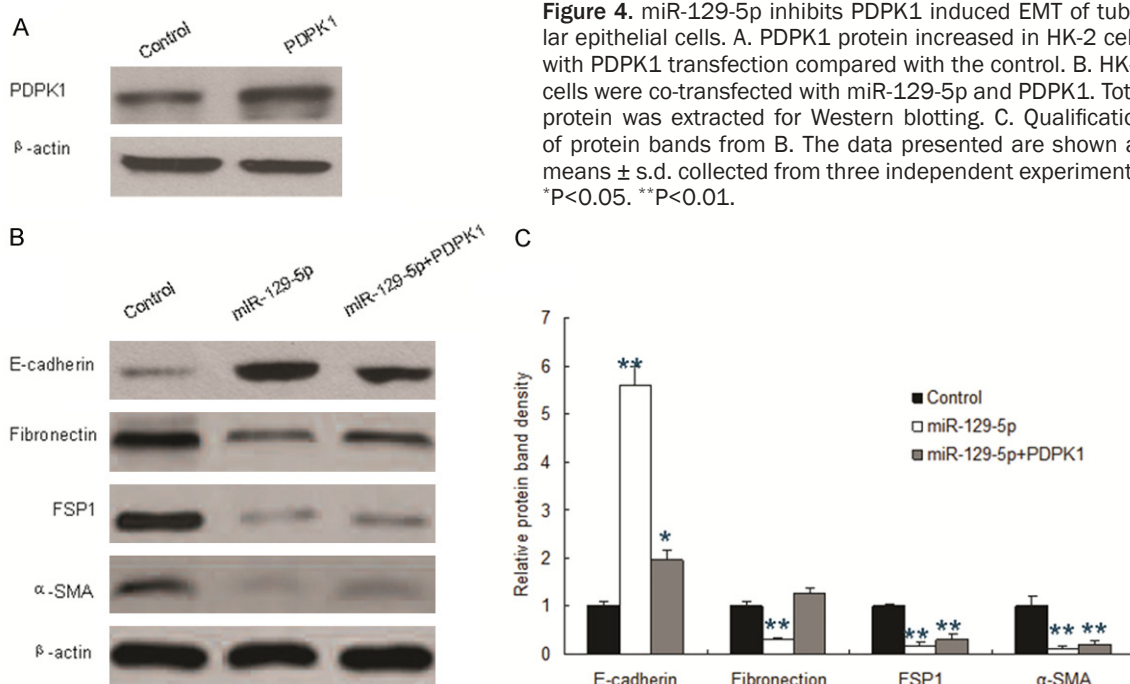 A
Control
PDPK1
PDPK1
β-actin
Figure 4. miR-129-5p inhibits PDPK1 induced EMT of tubu
lar epithelial cells. A. PDPK1 protein increased in HK-2 cel
with PDPK1 transfection compared with the control. B. HK-
cells were co-transfected with miR-129-5p and PDPK1. Tot
protein was extracted for Western blotting. C. Qualificatio
of protein bands from B. The data presented are shown a
means ± s.d. collected from three independent experiment
*P<0.05. **P<0.01.
B
Control
miR-129-5p
miR-129-5p+PDPK1
E-cadherin
Fibronectin
FSP1
α-SMA
β-actin
C
Relative protein band density
7
6
5
4
3
2
1
0
**
*
**
**
**
**
**
Control
miR-129-5p
miR-129-5p+PDPK1
E-cadherin
Fibronection
FSP1
α-SMA